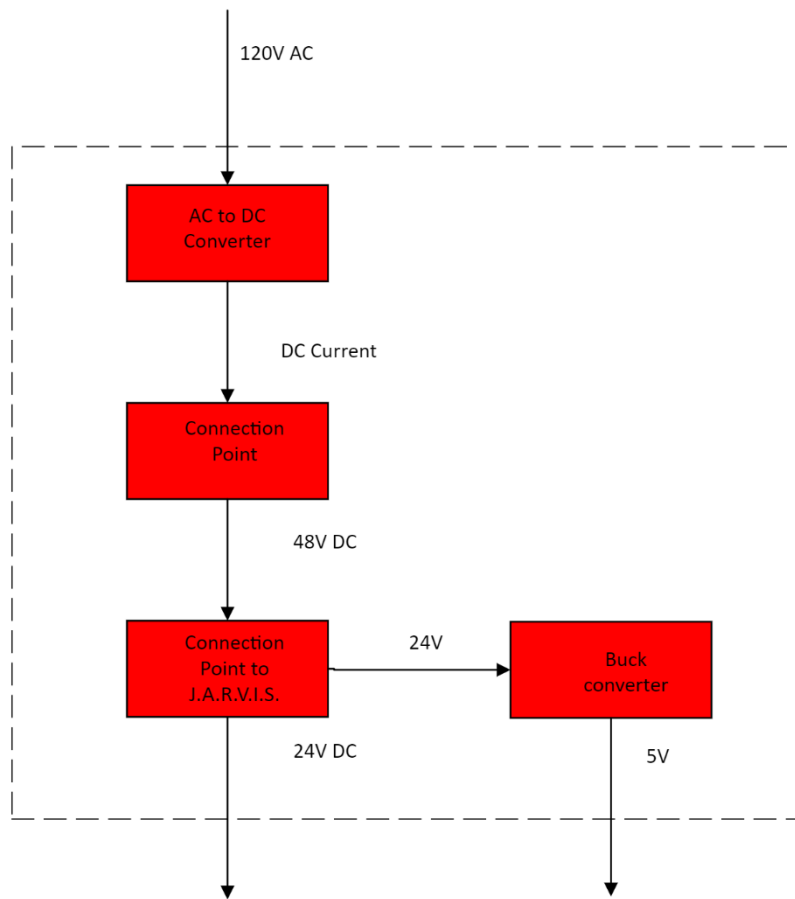 120V AC
AC to DC
Converter
DC Current
Connection
Point
48V DC
Connection
Point to
J.A.R.V.I.S.
24V
Buck
converter
24V DC
5V